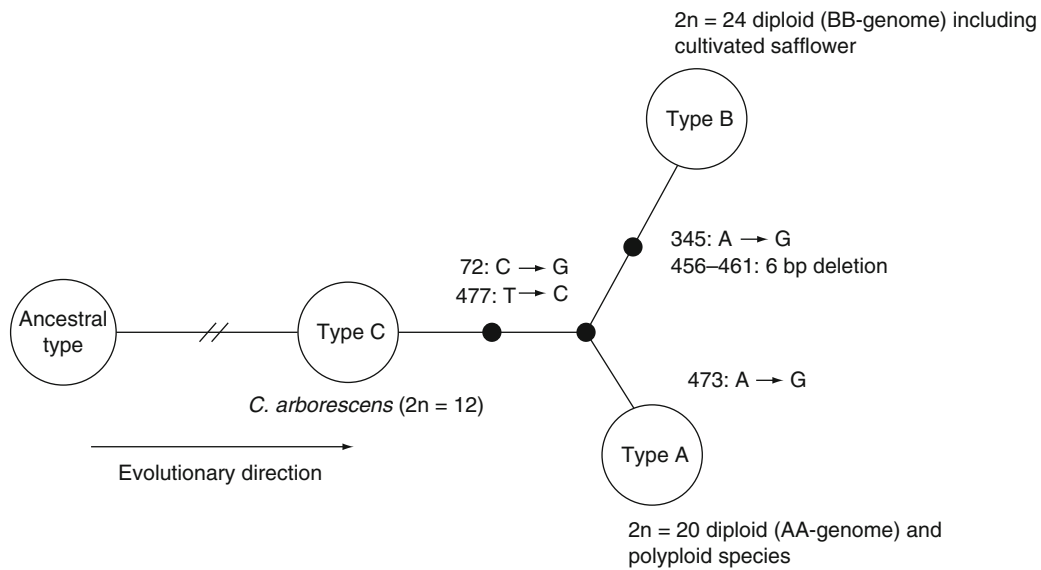 2n = 24 diploid (BB-genome) including
cultivated safflower
Type B
345: A → G
456–461: 6 bp deletion
72: C → G
477: T → C
Ancestral
type
Type C
C. arborescens (2n = 12)
473: A → G
Evolutionary direction
Type A
2n = 20 diploid (AA-genome) and
polyploid species